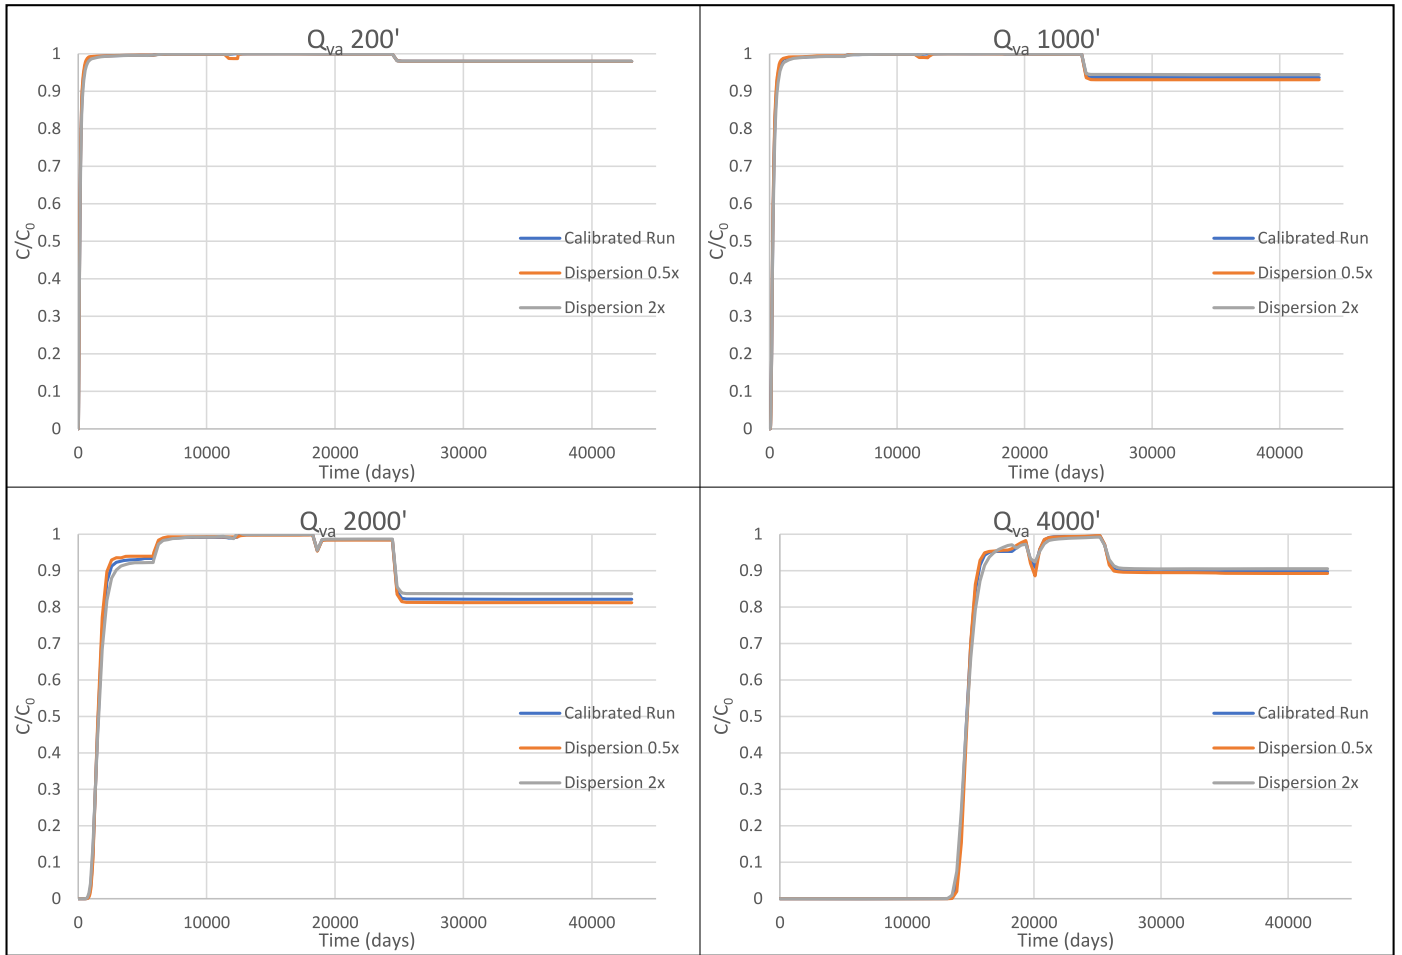 Qva 200'
1
0.9
0.8
0.7
0.6
0.5
0.4
0.3
0.2
0.1
0
C/C0
Calibrated Run
Dispersion 0.5x
Dispersion 2x
0 10000 20000 30000 40000
Time (days)
Qva 1000'
1
0.9
0.8
0.7
0.6
0.5
0.4
0.3
0.2
0.1
0
C/C0
Calibrated Run
Dispersion 0.5x
Dispersion 2x
0 10000 20000 30000 40000
Time (days)
Qva 2000'
1
0.9
0.8
0.7
0.6
0.5
0.4
0.3
0.2
0.1
0
C/C0
Calibrated Run
Dispersion 0.5x
Dispersion 2x
0 10000 20000 30000 40000
Time (days)
Qva 4000'
1
0.9
0.8
0.7
0.6
0.5
0.4
0.3
0.2
0.1
0
C/C0
Calibrated Run
Dispersion 0.5x
Dispersion 2x
0 10000 20000 30000 40000
Time (days)